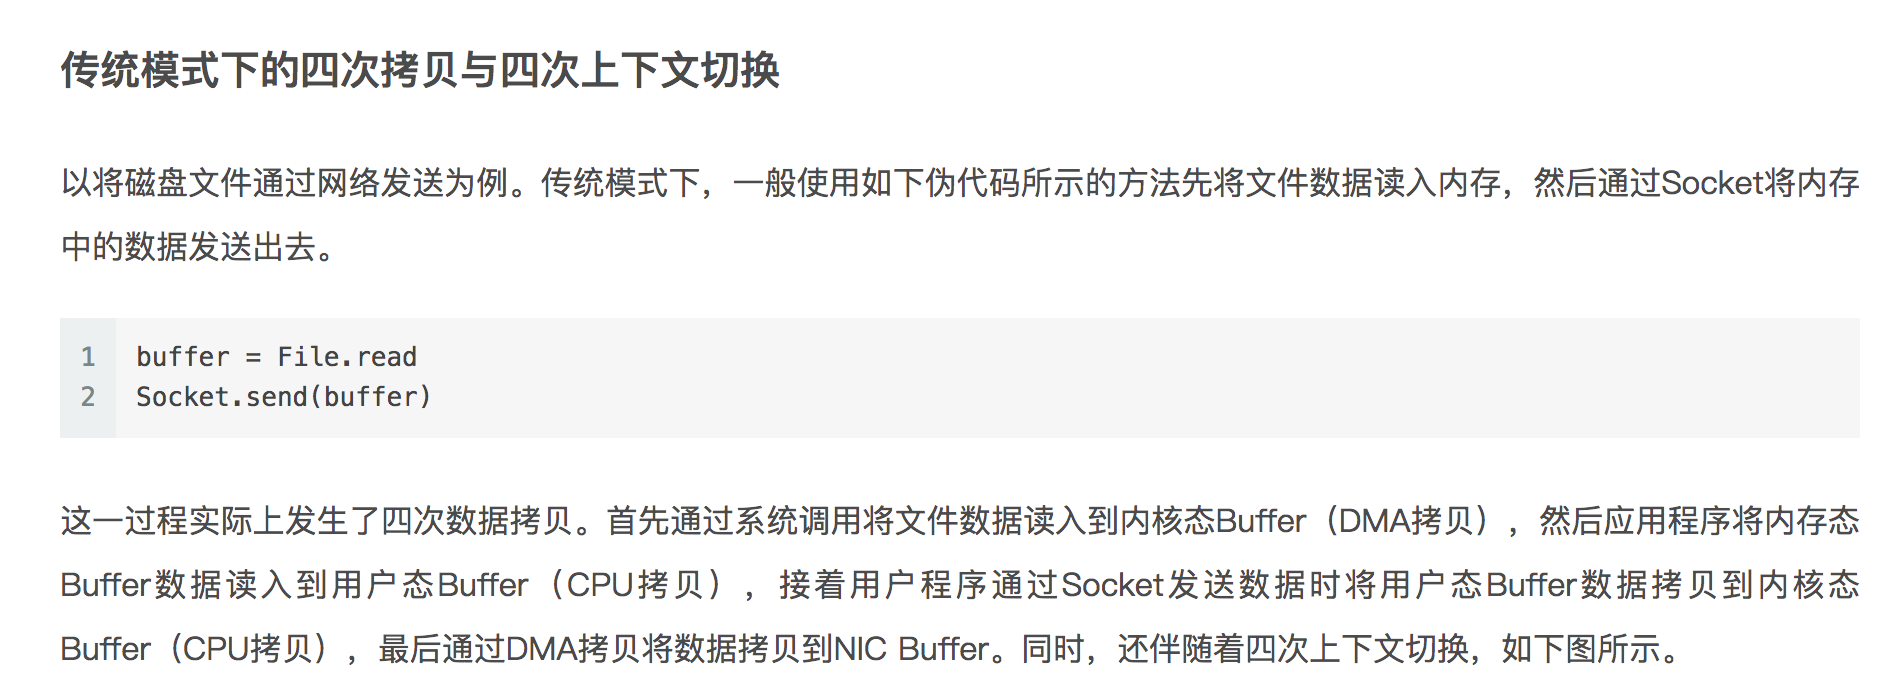 传统模式下的四次拷贝与四次上下文切换
以将磁盘文件通过网络发送为例。传统模式下，一般使用如下伪代码所示的方法先将文件数据读入内存，然后通过Socket将内存
中的数据发送出去。
1 buffer = File.read
2 Socket.send(buffer)
这一过程实际上发生了四次数据拷贝。首先通过系统调用将文件数据读入到内核态Buffer（DMA拷贝），然后应用程序将内存态
Buffer数据读入到用户态Buffer（CPU拷贝），接着用户程序通过Socket发送数据时将用户态Buffer数据拷贝到内核态
Buffer（CPU拷贝），最后通过DMA拷贝将数据拷贝到NIC Buffer。同时，还伴随着四次上下文切换，如下图所示。